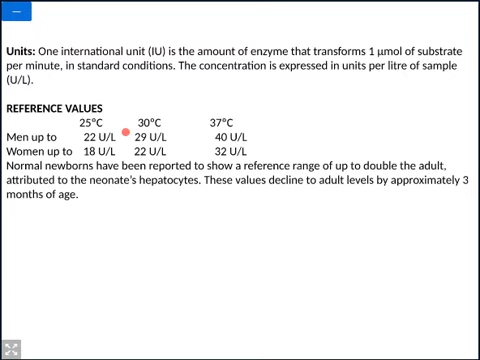 Units: One international unit (IU) is the amount of enzyme that transforms 1 µmol of substrate
per minute, in standard conditions. The concentration is expressed in units per litre of sample
(U/L).
REFERENCE VALUES
25°C 30°C 37°C
Men up to 22 U/L 29 U/L 40 U/L
Women up to 18 U/L 22 U/L 32 U/L
Normal newborns have been reported to show a reference range of up to double the adult,
attributed to the neonate's hepatocytes. These values decline to adult levels by approximately 3
months of age.